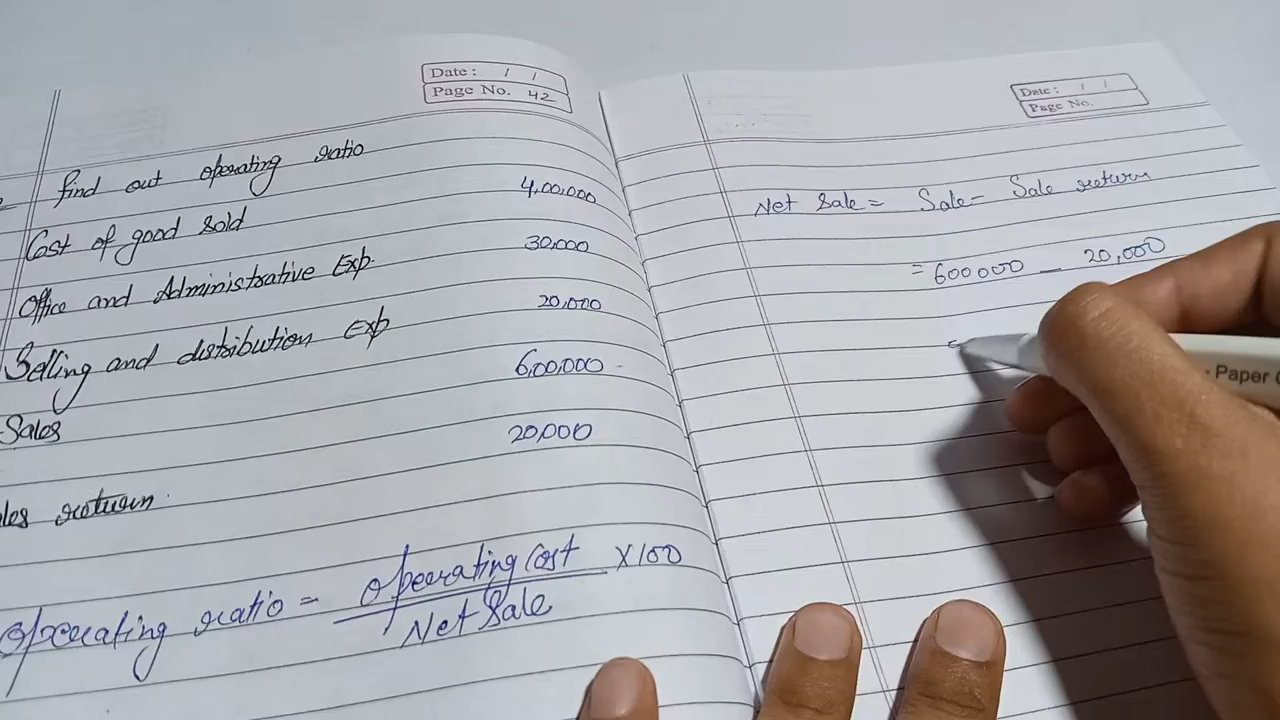 Date : / /
Page No. 42
find out operating ratio
Cost of good sold 4,00,000
Office and Administrative Exp. 30,000
Selling and distribution Exp 20,000
Sales 6,00,000
les return 20,000
Operating ratio = Operating Cost X100
Net Sale
Date : / /
Page No.
Net Sale = Sale - Sale return
= 600000 - 20,000
=
Paper